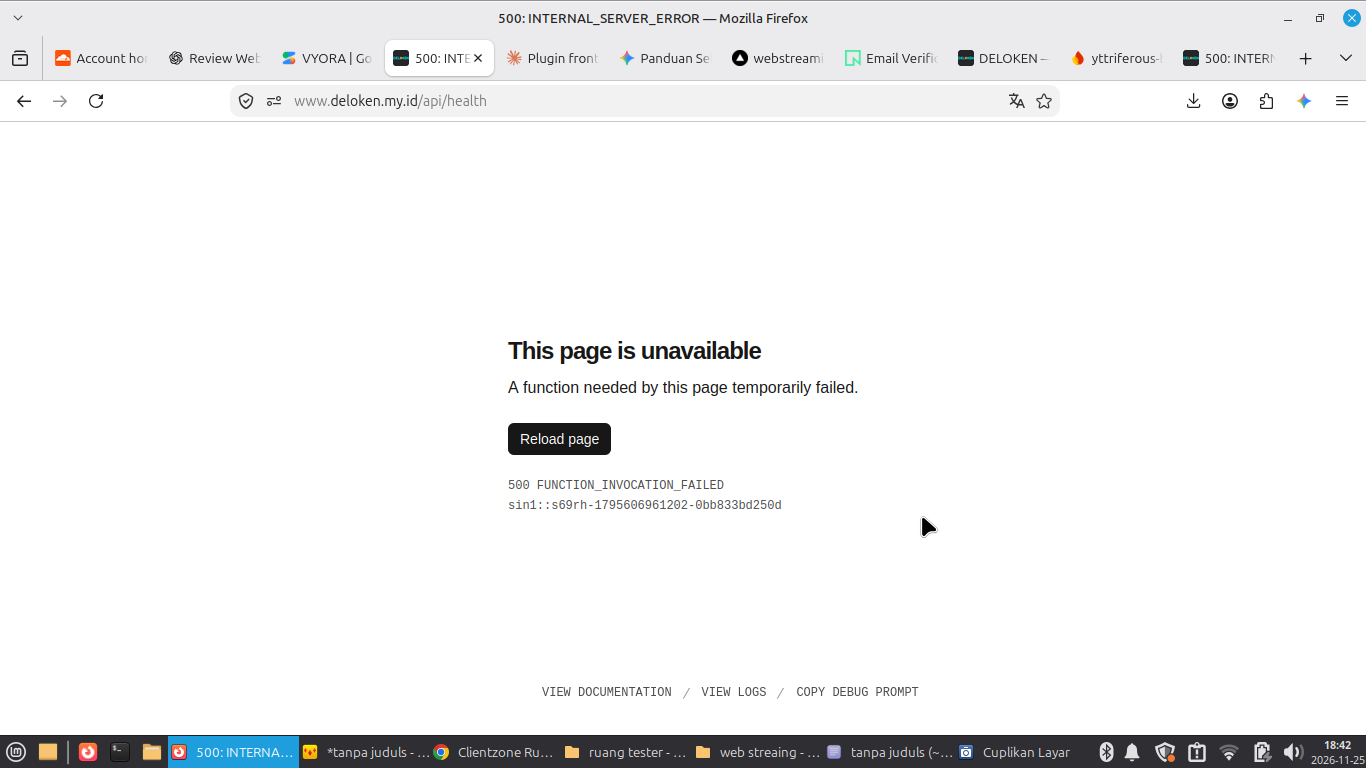 500: INTERNAL_SERVER_ERROR — Mozilla Firefox
Account ho
Review Web
VYORA | Go
500: INTE
Plugin front
Panduan Se
webstreami
Email Verifi
DELOKEN –
yttriferous-
500: INTERN
www.deloken.my.id/api/health
This page is unavailable
A function needed by this page temporarily failed.
Reload page
500 FUNCTION_INVOCATION_FAILED
sin1::s69rh-1795606961202-0bb833bd250d
VIEW DOCUMENTATION / VIEW LOGS / COPY DEBUG PROMPT
500: INTERNA...
*tanpa juduls - ...
Clientzone Ru...
ruang tester - ...
web streaing - ...
tanpa juduls (~...
Cuplikan Layar
18:42
2026-11-25